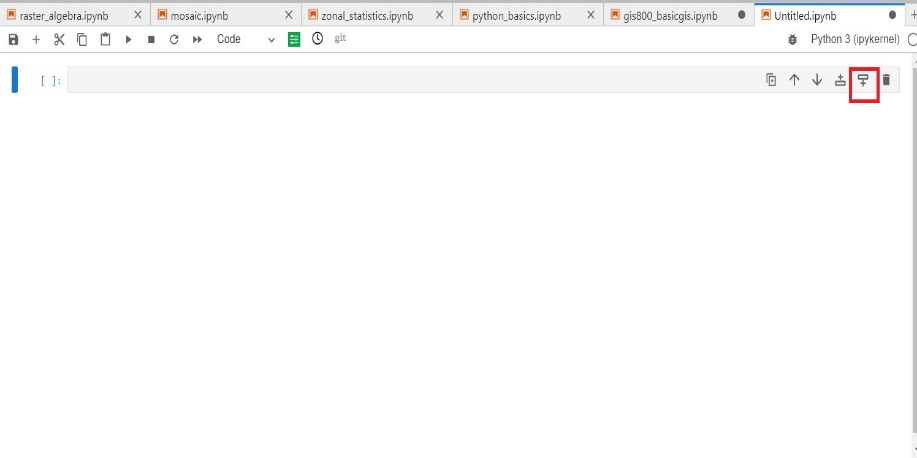 raster_algebra.ipynb mosaic.ipynb zonal_statistics.ipynb python_basics.ipynb gis800_basicgis.ipynb Untitled.ipynb
Code git Python 3 (ipykernel)
[ ]: